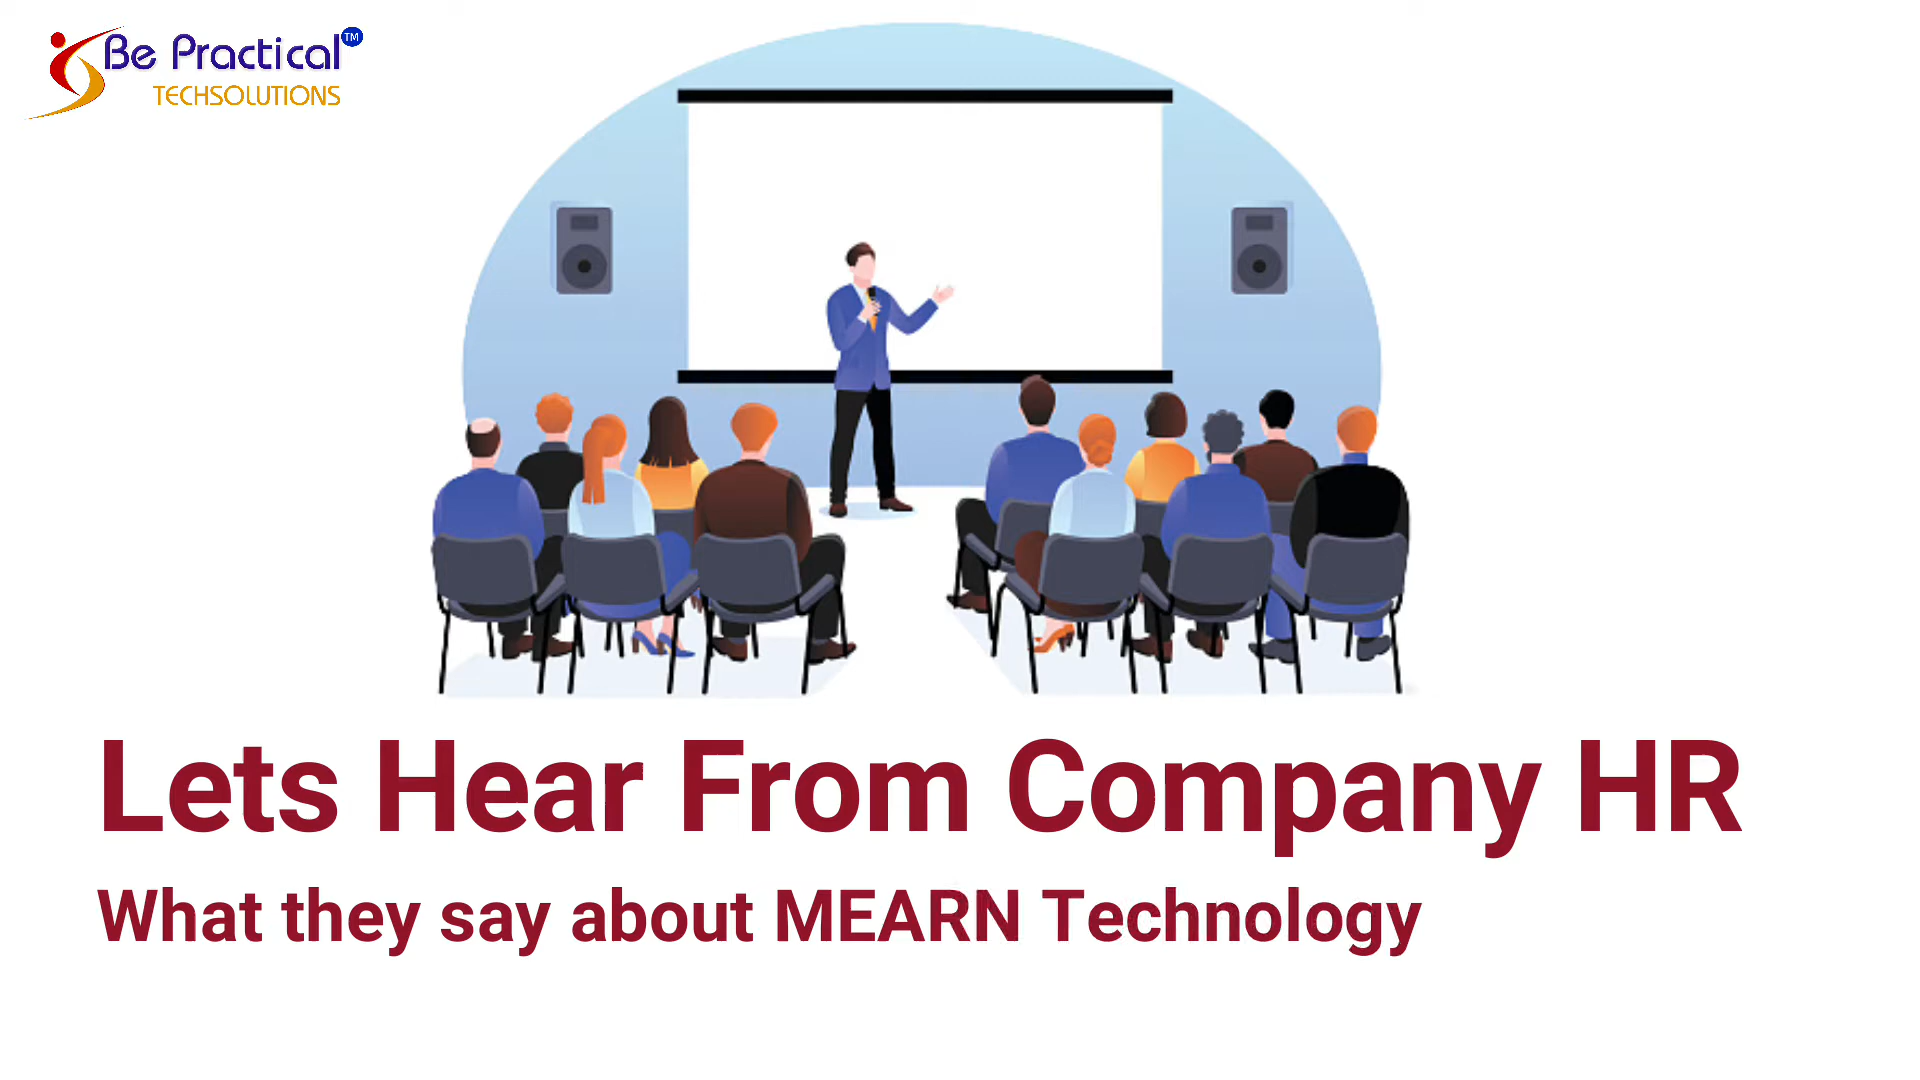 Be Practical™
TECHSOLUTIONS
Lets Hear From Company HR
What they say about MEARN Technology